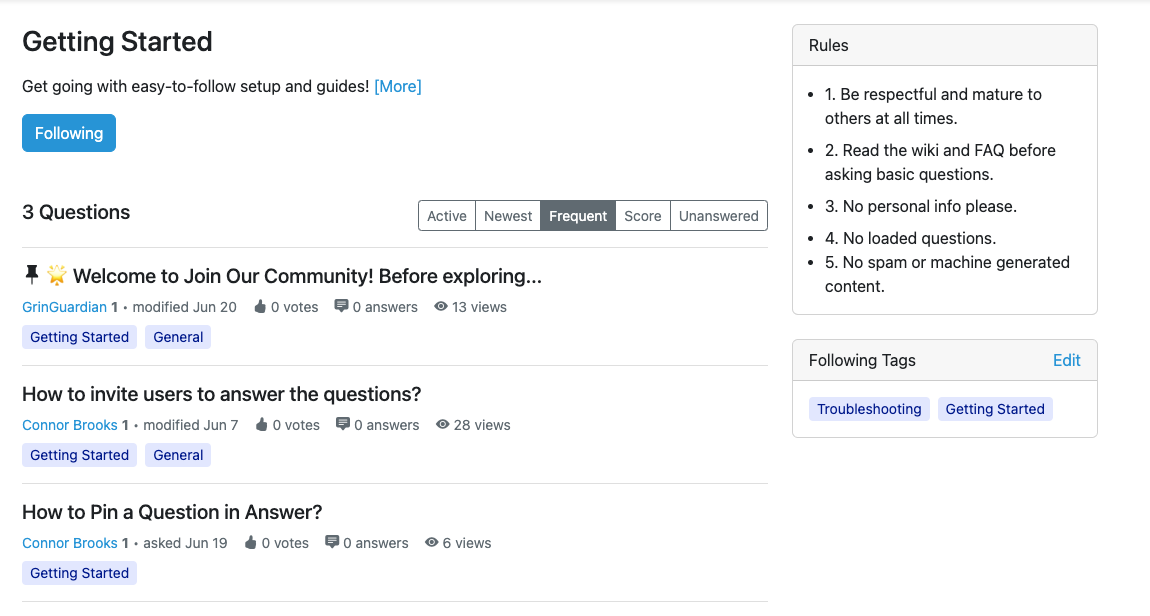 Getting Started
Get going with easy-to-follow setup and guides! [More]
Following
3 Questions
Active Newest Frequent Score Unanswered
Welcome to Join Our Community! Before exploring...
GrinGuardian 1 • modified Jun 20 0 votes 0 answers 13 views
Getting Started General
How to invite users to answer the questions?
Connor Brooks 1 • modified Jun 7 0 votes 0 answers 28 views
Getting Started General
How to Pin a Question in Answer?
Connor Brooks 1 • asked Jun 19 0 votes 0 answers 6 views
Getting Started
Rules
• 1. Be respectful and mature to
others at all times.
• 2. Read the wiki and FAQ before
asking basic questions.
• 3. No personal info please.
• 4. No loaded questions.
• 5. No spam or machine generated
content.
Following Tags Edit
Troubleshooting Getting Started